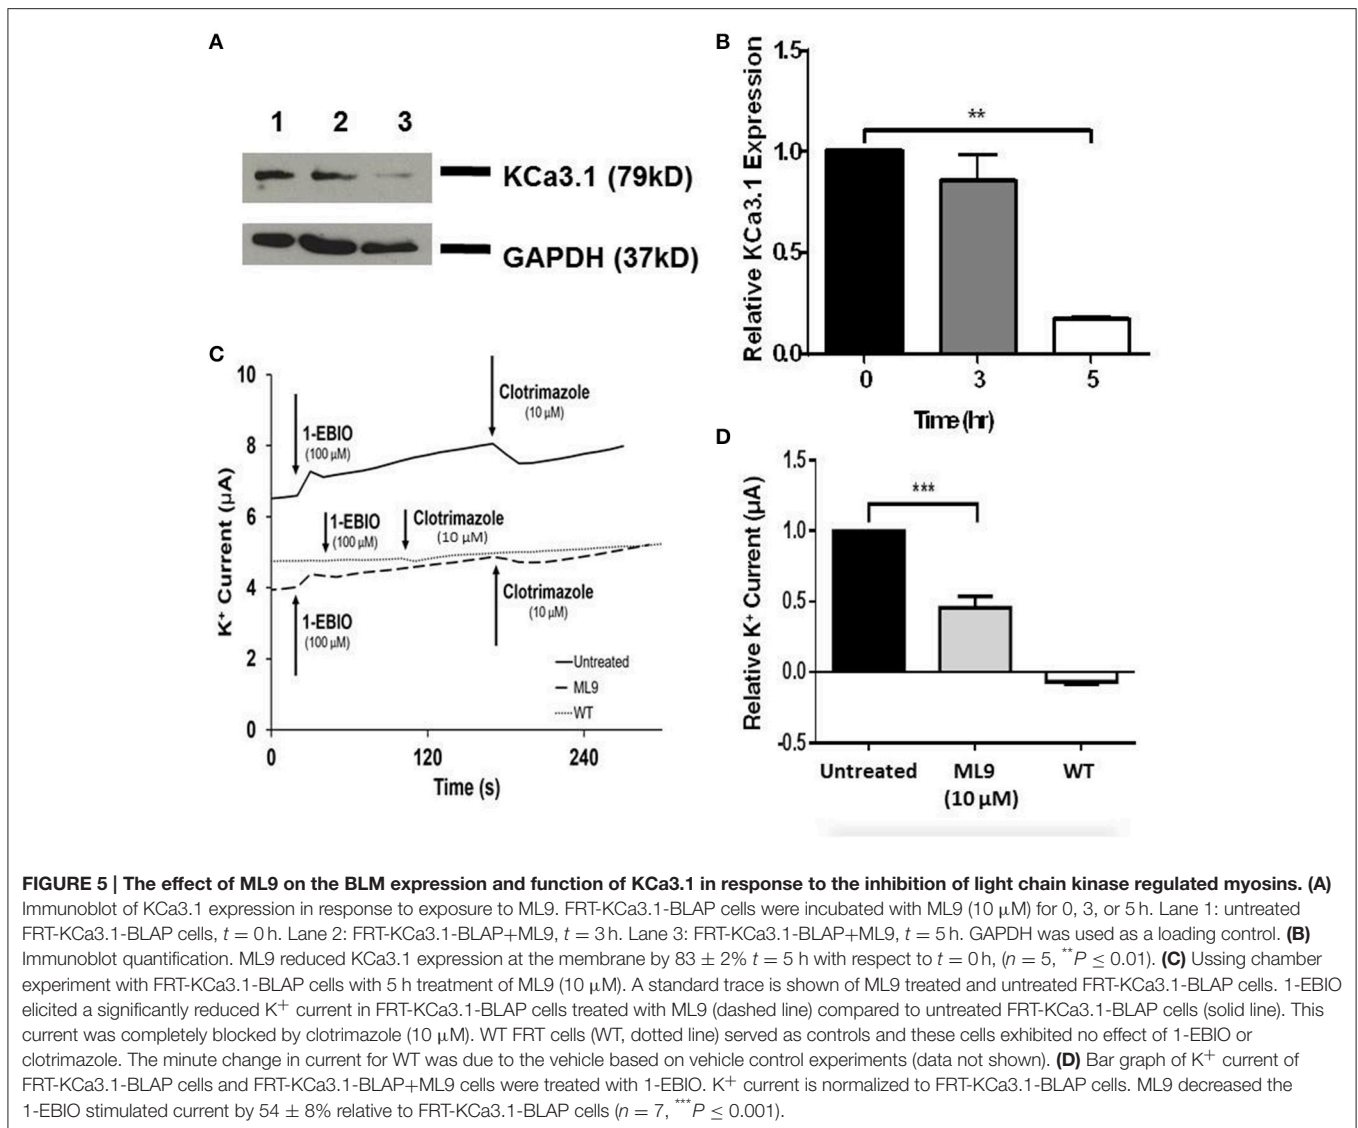 A
1 2 3
KCa3.1 (79kD)
GAPDH (37kD)
B
Relative KCa3.1 Expression
1.5
1.0
0.5
0.0
**
0 3 5
Time (hr)
C
K+ Current (µA)
10
8
6
4
2
0
1-EBIO
(100 µM)
Clotrimazole
(10 µM)
1-EBIO
(100 µM)
Clotrimazole
(10 µM)
1-EBIO
(100 µM)
Clotrimazole
(10 µM)
Untreated
ML9
WT
0 120 240
Time (s)
D
Relative K+ Current (µA)
1.5
1.0
0.5
0.0
-0.5
***
Untreated ML9 WT
(10 µM)
FIGURE 5 | The effect of ML9 on the BLM expression and function of KCa3.1 in response to the inhibition of light chain kinase regulated myosins. (A)
Immunoblot of KCa3.1 expression in response to exposure to ML9. FRT-KCa3.1-BLAP cells were incubated with ML9 (10 µM) for 0, 3, or 5 h. Lane 1: untreated
FRT-KCa3.1-BLAP cells, t = 0 h. Lane 2: FRT-KCa3.1-BLAP+ML9, t = 3 h. Lane 3: FRT-KCa3.1-BLAP+ML9, t = 5 h. GAPDH was used as a loading control. (B)
Immunoblot quantification. ML9 reduced KCa3.1 expression at the membrane by 83 ± 2% t = 5 h with respect to t = 0 h, (n = 5, **P ≤ 0.01). (C) Ussing chamber
experiment with FRT-KCa3.1-BLAP cells with 5 h treatment of ML9 (10 µM). A standard trace is shown of ML9 treated and untreated FRT-KCa3.1-BLAP cells. 1-EBIO
elicited a significantly reduced K+ current in FRT-KCa3.1-BLAP cells treated with ML9 (dashed line) compared to untreated FRT-KCa3.1-BLAP cells (solid line). This
current was completely blocked by clotrimazole (10 µM). WT FRT cells (WT, dotted line) served as controls and these cells exhibited no effect of 1-EBIO or
clotrimazole. The minute change in current for WT was due to the vehicle based on vehicle control experiments (data not shown). (D) Bar graph of K+ current of
FRT-KCa3.1-BLAP cells and FRT-KCa3.1-BLAP+ML9 cells were treated with 1-EBIO. K+ current is normalized to FRT-KCa3.1-BLAP cells. ML9 decreased the
1-EBIO stimulated current by 54 ± 8% relative to FRT-KCa3.1-BLAP cells (n = 7, ***P ≤ 0.001).